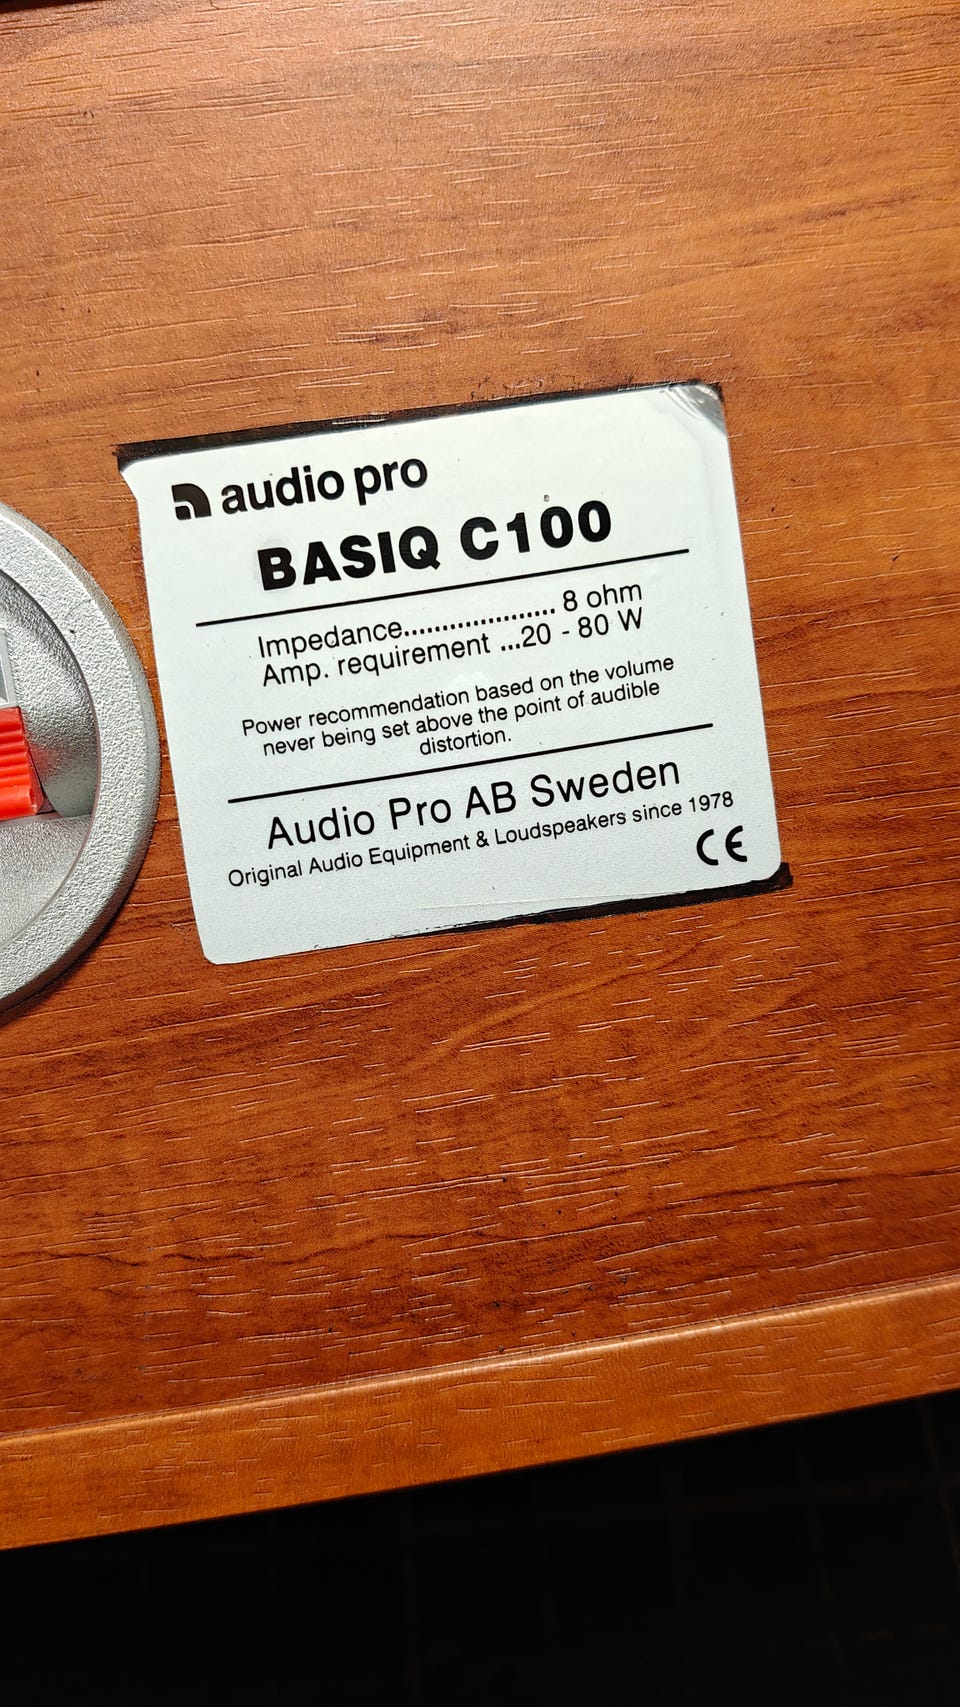 audio pro
BASIQ C100
Impedance.................... 8 ohm
Amp. requirement ...20 - 80 W
Power recommendation based on the volume
never being set above the point of audible
distortion.
Audio Pro AB Sweden
Original Audio Equipment & Loudspeakers since 1978
CE